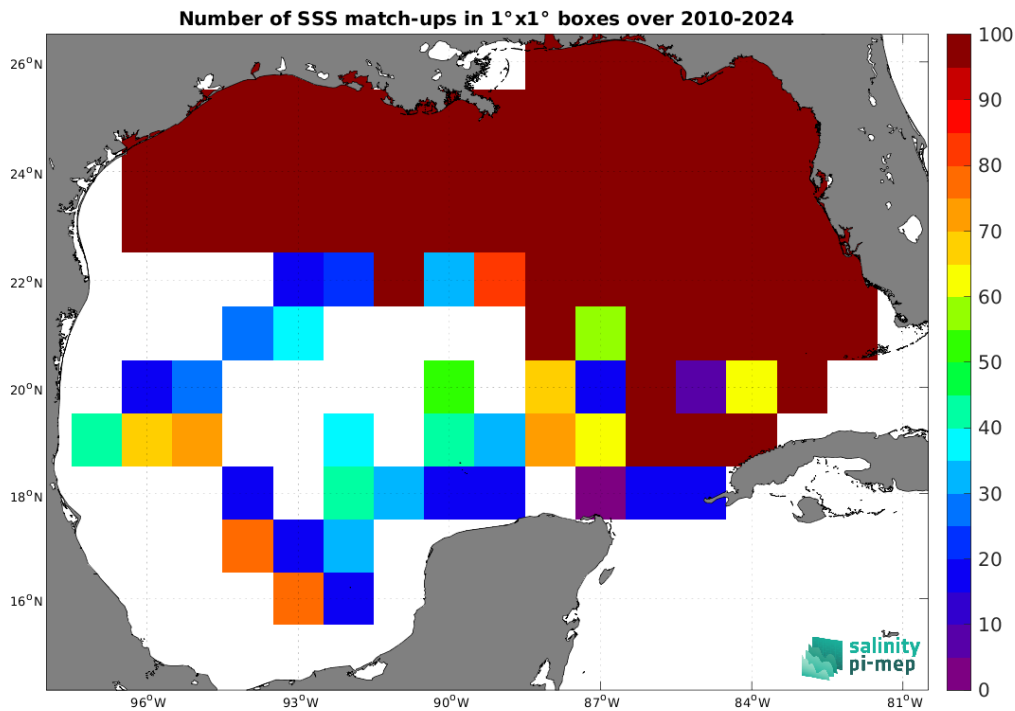 Number of SSS match-ups in 1°x1° boxes over 2010-2024
26°N
24°N
22°N
20°N
18°N
16°N
96°W
93°W
90°W
87°W
84°W
81°W
100
90
80
70
60
50
40
30
20
10
0
salinity
pi-mep